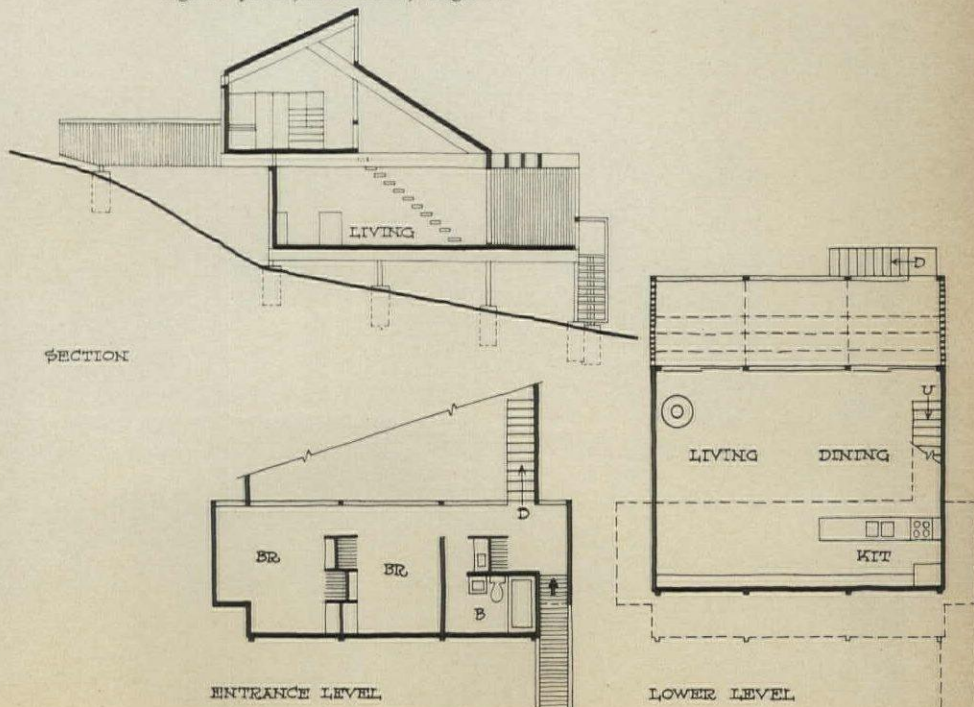 LIVING
SECTION
D
U
LIVING DINING
D
BR BR
KIT
B
ENTRANCE LEVEL LOWER LEVEL